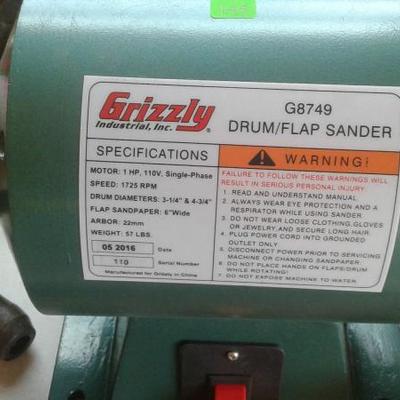 Grizzly
Industrial, Inc.
G8749
DRUM/FLAP SANDER
SPECIFICATIONS
MOTOR: 1 HP, 110V, Single-Phase
SPEED: 1725 RPM
DRUM DIAMETERS: 3-1/4" & 4-3/4"
FLAP SANDPAPER: 6"Wide
ARBOR: 22mm
WEIGHT: 57 LBS.
05 2016 Date
110 Serial Number
Manufactured for Grizzly in China
WARNING!
FAILURE TO FOLLOW THESE WARNINGS WILL
RESULT IN SERIOUS PERSONAL INJURY:
1. READ AND UNDERSTAND MANUAL.
2. ALWAYS WEAR EYE PROTECTION AND A
RESPIRATOR WHILE USING SANDER.
3. DO NOT WEAR LOOSE CLOTHING, GLOVES
OR JEWELRY, AND SECURE LONG HAIR.
4. PLUG POWER CORD INTO GROUNDED
OUTLET ONLY.
5. DISCONNECT POWER PRIOR TO SERVICING
MACHINE OR CHANGING SANDPAPER.
6. DO NOT PLACE HANDS ON FLAPS/DRUM
WHILE ROTATING!
7. DO NOT EXPOSE MACHINE TO WATER.